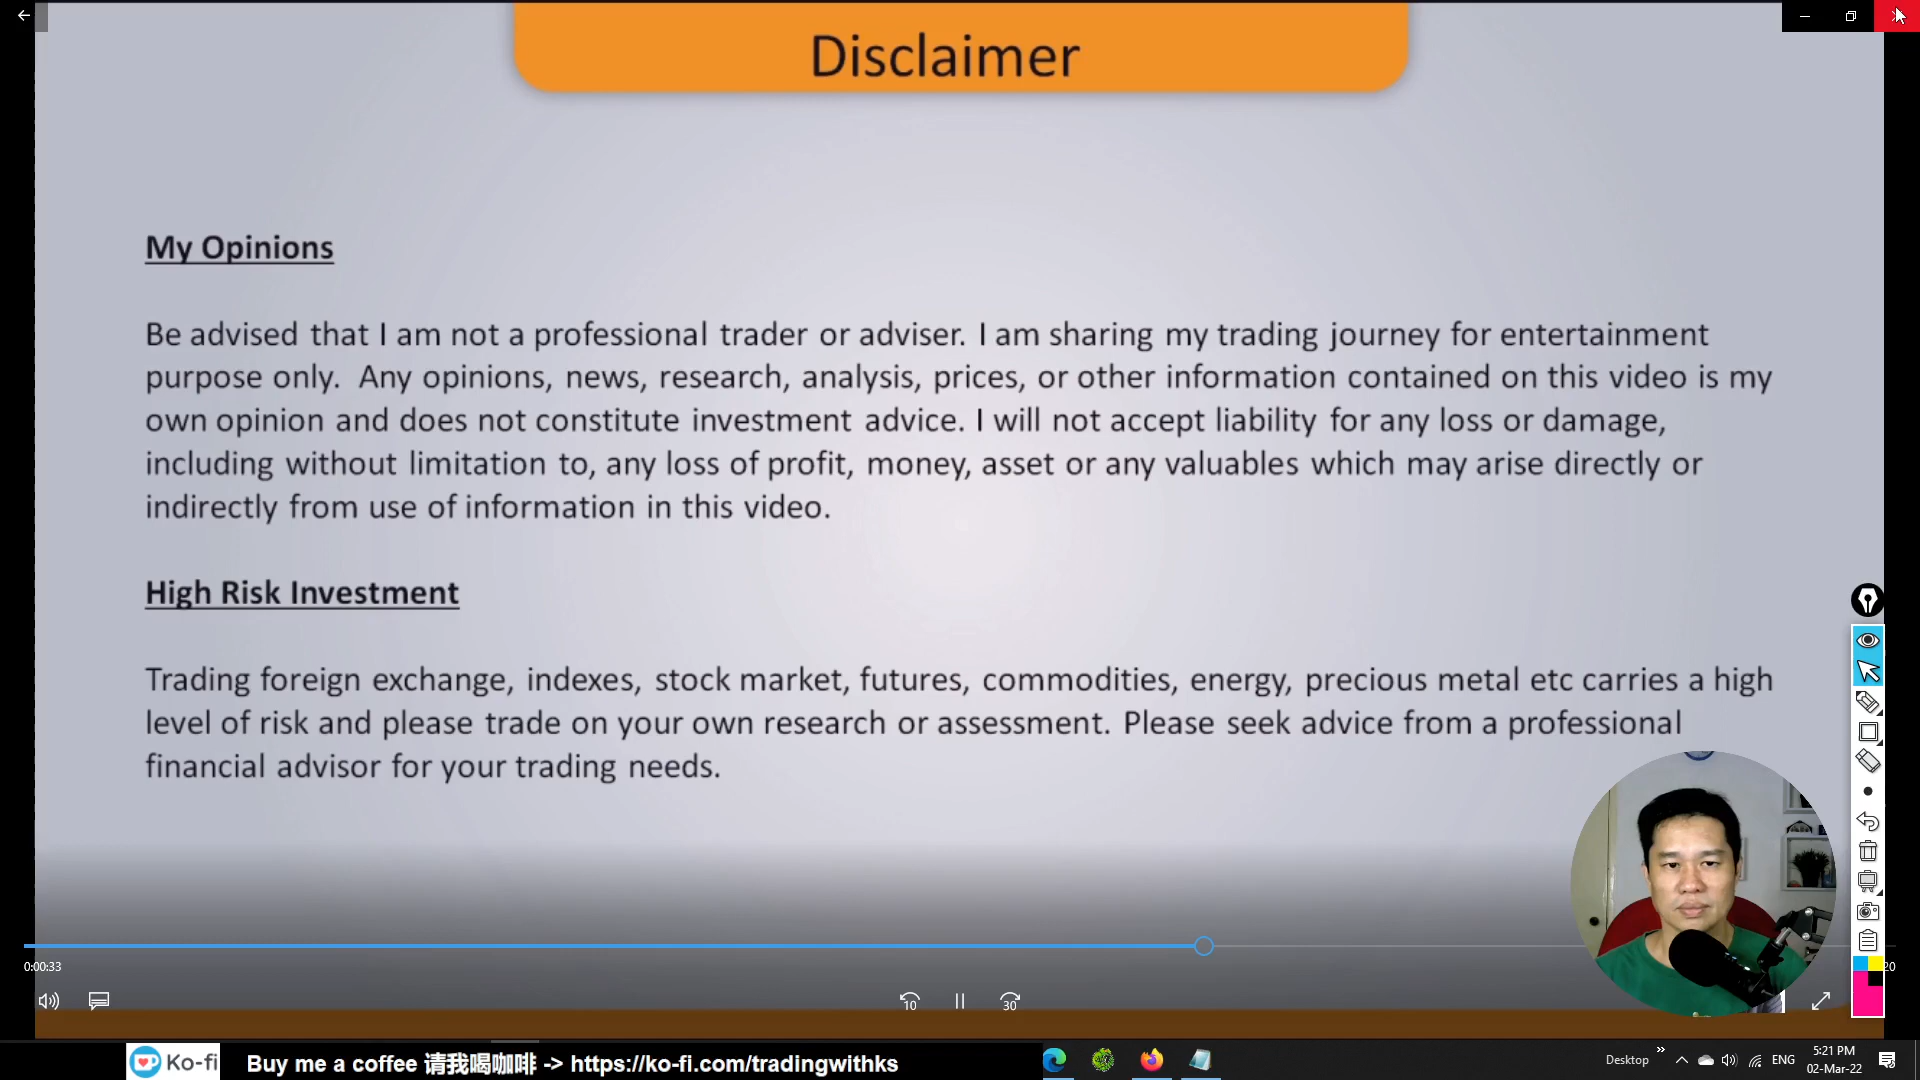 Disclaimer
My Opinions
Be advised that I am not a professional trader or adviser. I am sharing my trading journey for entertainment
purpose only. Any opinions, news, research, analysis, prices, or other information contained on this video is my
own opinion and does not constitute investment advice. I will not accept liability for any loss or damage,
including without limitation to, any loss of profit, money, asset or any valuables which may arise directly or
indirectly from use of information in this video.
High Risk Investment
Trading foreign exchange, indexes, stock market, futures, commodities, energy, precious metal etc carries a high
level of risk and please trade on your own research or assessment. Please seek advice from a professional
financial advisor for your trading needs.
0:00:33
20
10
30
Ko-fi
Buy me a coffee 请我喝咖啡 -> https://ko-fi.com/tradingwithks
Desktop
ENG
5:21 PM
02-Mar-22